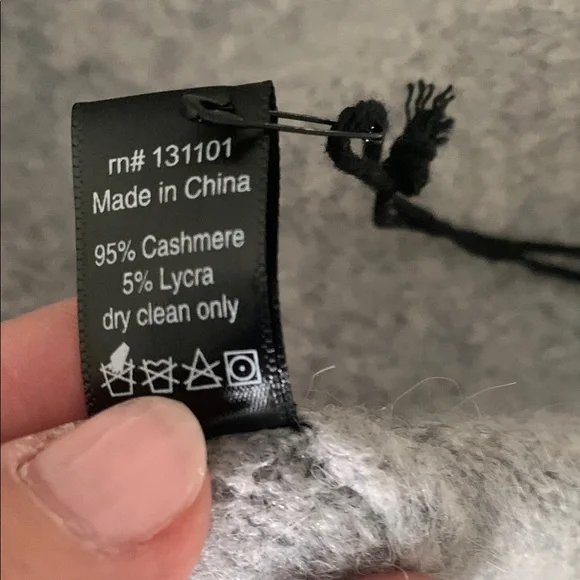 rn# 131101
Made in China
95% Cashmere
5% Lycra
dry clean only